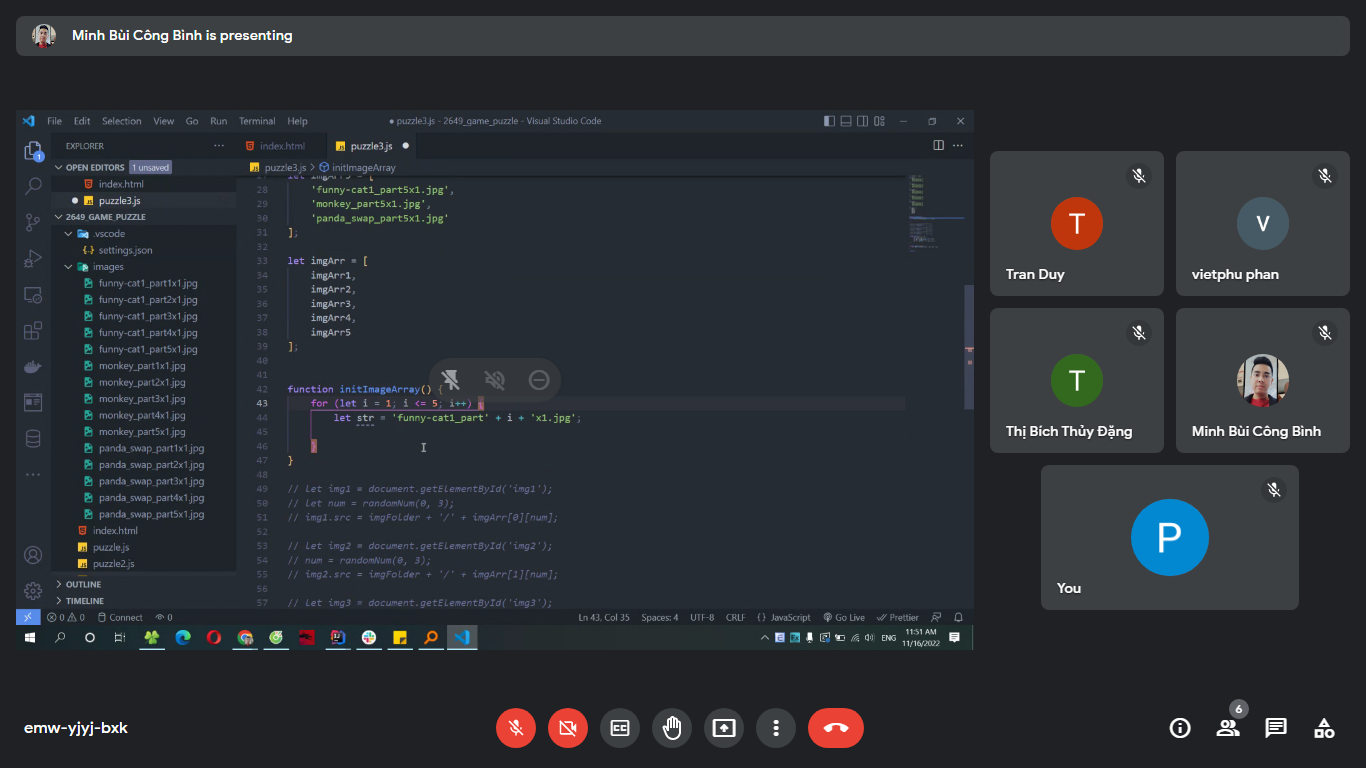 Minh Bùi Công Bình is presenting
File Edit Selection View Go Run Terminal Help
● puzzle3.js - 2649_game_puzzle - Visual Studio Code
EXPLORER
OPEN EDITORS 1 unsaved
index.html
● puzzle3.js
2649_GAME_PUZZLE
.vscode
{..} settings.json
images
funny-cat1_part1x1.jpg
funny-cat1_part2x1.jpg
funny-cat1_part3x1.jpg
funny-cat1_part4x1.jpg
funny-cat1_part5x1.jpg
monkey_part1x1.jpg
monkey_part2x1.jpg
monkey_part3x1.jpg
monkey_part4x1.jpg
monkey_part5x1.jpg
panda_swap_part1x1.jpg
panda_swap_part2x1.jpg
panda_swap_part3x1.jpg
panda_swap_part4x1.jpg
panda_swap_part5x1.jpg
index.html
puzzle.js
puzzle2.js
OUTLINE
TIMELINE
index.html puzzle3.js ●
puzzle3.js > initImageArray
28 'funny-cat1_part5x1.jpg',
29 'monkey_part5x1.jpg',
30 'panda_swap_part5x1.jpg'
31 ];
32
33 let imgArr = [
34 imgArr1,
35 imgArr2,
36 imgArr3,
37 imgArr4,
38 imgArr5
39 ];
40
41
42 function initImageArray() {
43 for (let i = 1; i <= 5; i++) {
44 let str = 'funny-cat1_part' + i + 'x1.jpg';
45
46 }
47 }
48
49 // let img1 = document.getElementById('img1');
50 // let num = randomNum(0, 3);
51 // img1.src = imgFolder + '/' + imgArr[0][num];
52
53 // let img2 = document.getElementById('img2');
54 // num = randomNum(0, 3);
55 // img2.src = imgFolder + '/' + imgArr[1][num];
56
57 // let img3 = document.getElementById('img3');
0 0 Connect 0
Ln 43, Col 35 Spaces: 4 UTF-8 CRLF {} JavaScript Go Live Prettier
ENG
11:51 AM
11/16/2022
T
Tran Duy
V
vietphu phan
T
Thị Bích Thủy Đặng
Minh Bùi Công Bình
P
You
emw-yjyj-bxk
6